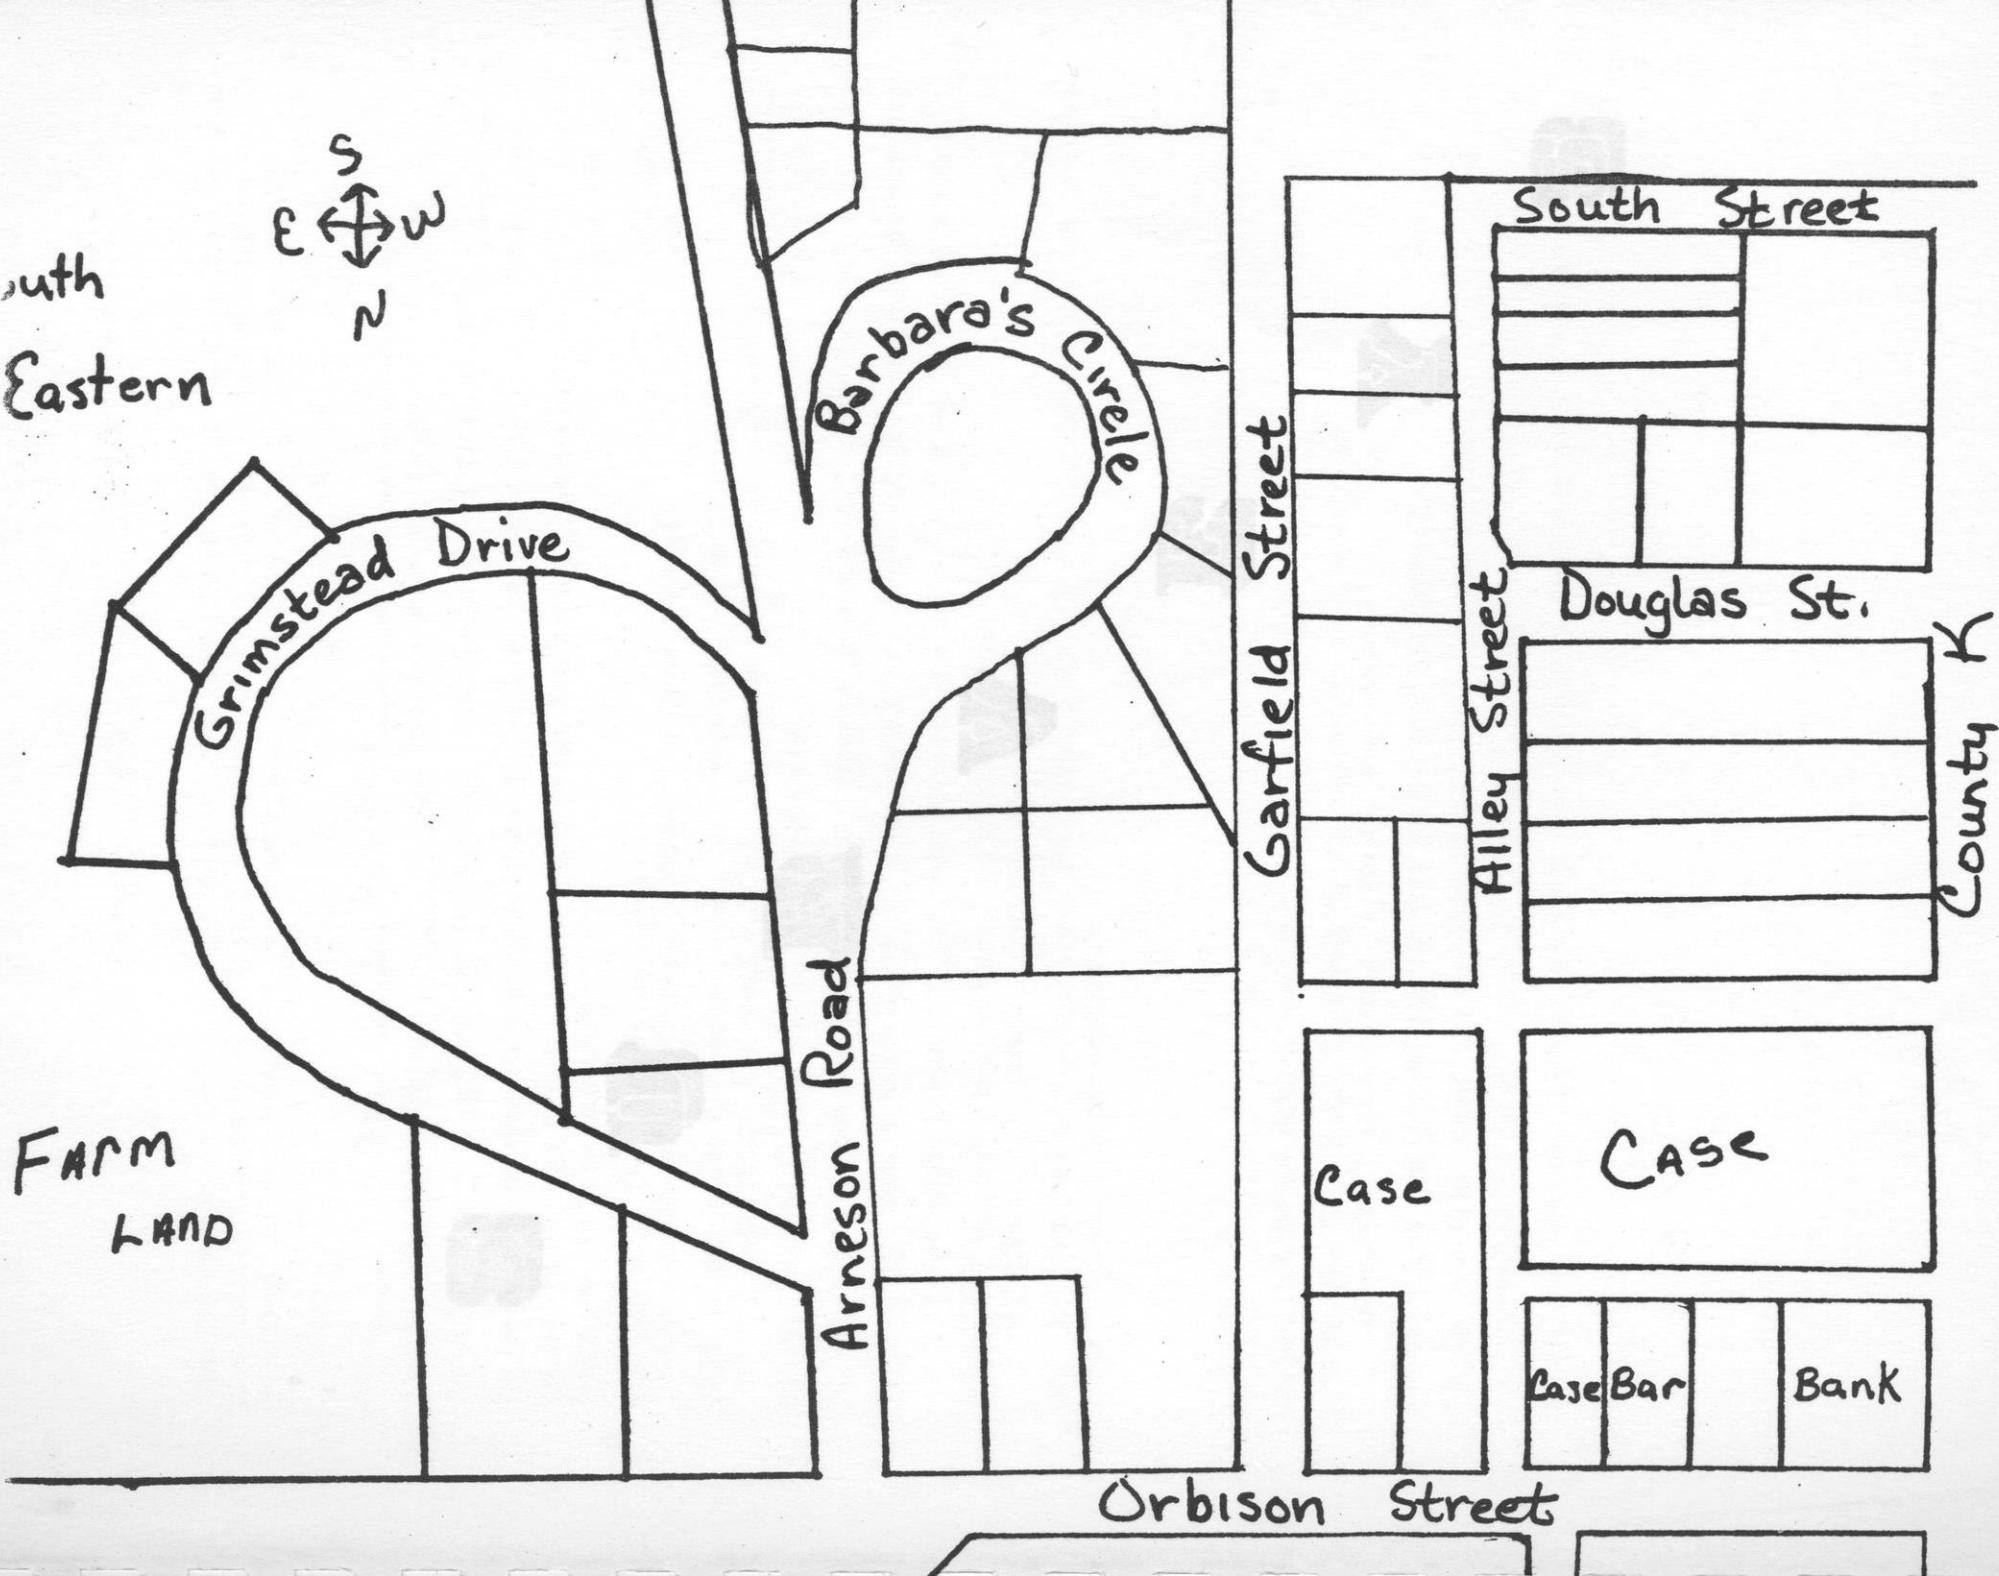 S
E W
N
uth
Eastern
South Street
Barbara's Cirele
Grimstead Drive
Garfield Street
Alley Street
Douglas St.
County K
Arneson Road
FArm
LAnD
Case
CAse
Case
Bar
Bank
Orbison Street